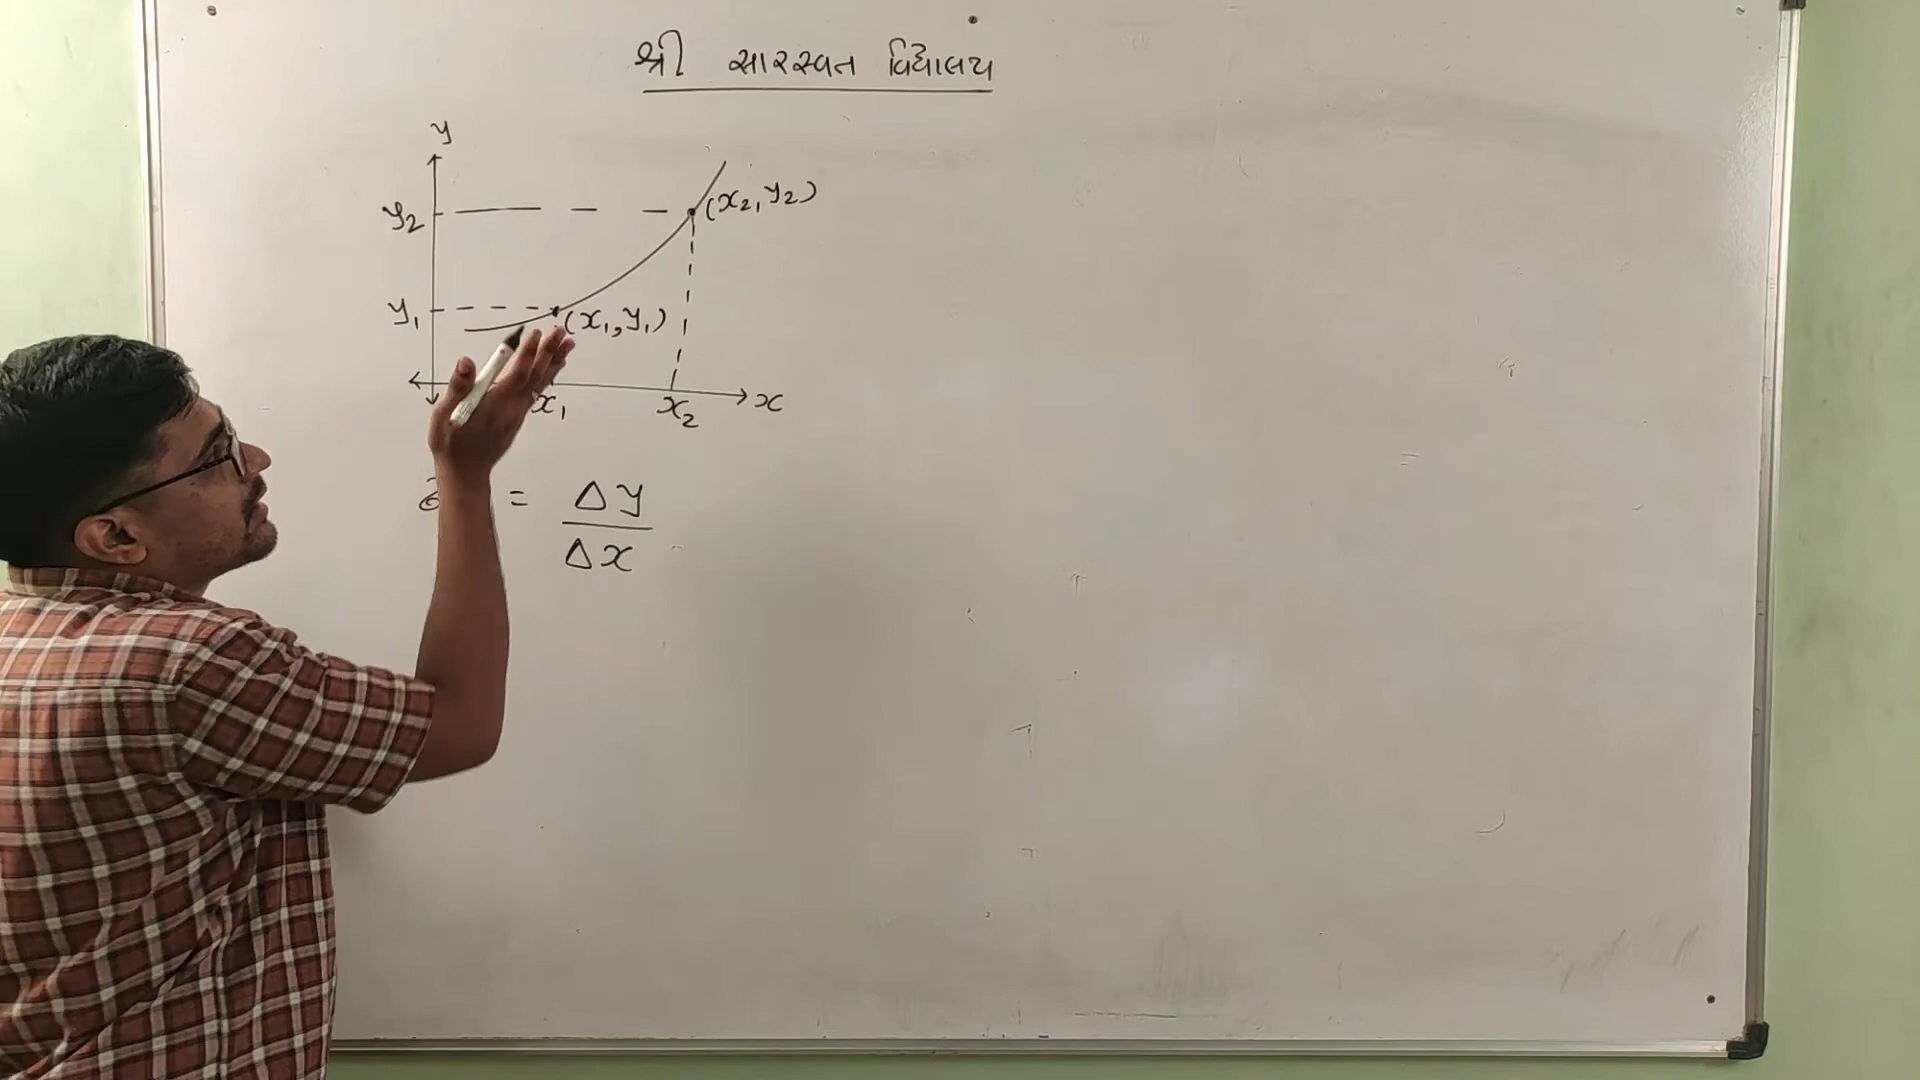 શ્રી સારસ્વત વિદ્યાલય
y
y₂ (x₂, y₂)
y₁ (x₁, y₁)
x₁ x₂ x
= Δy
Δx